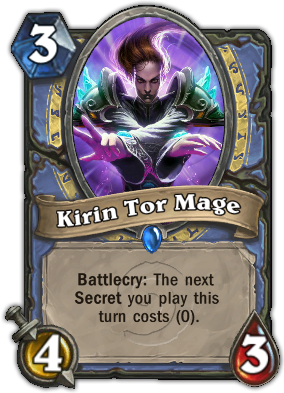 3
Kirin Tor Mage
Battlecry: The next
Secret you play this
turn costs (0).
4
3